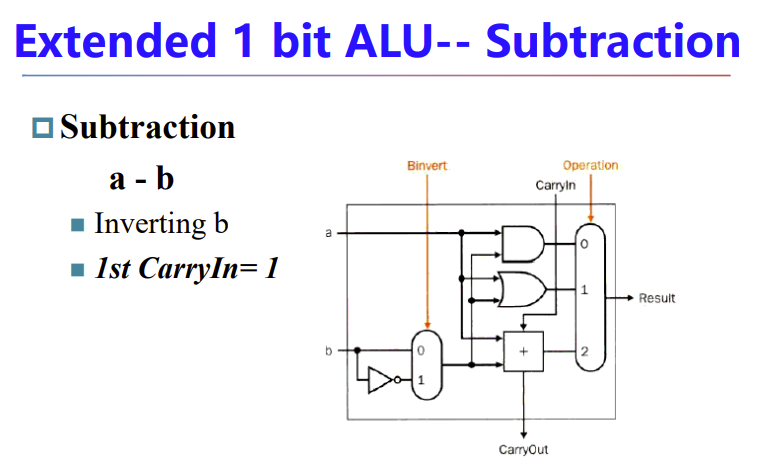 Extended 1 bit ALU-- Subtraction
Subtraction
a - b
Inverting b
1st CarryIn= 1
Binvert
Operation
CarryIn
a
0
1
Result
b
0
+
2
1
CarryOut